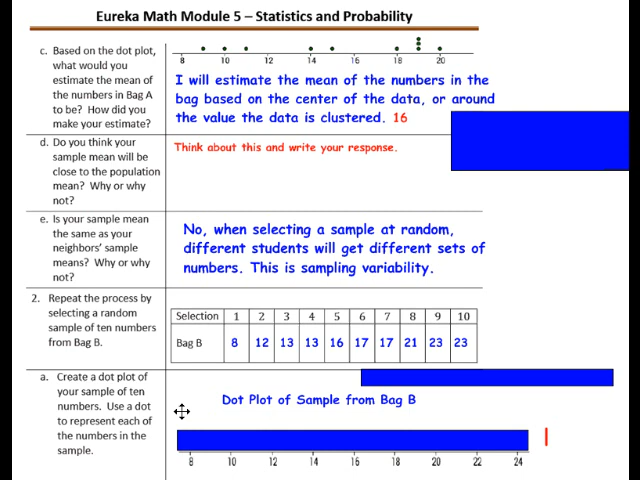 Eureka Math Module 5 – Statistics and Probability
c. Based on the dot plot,
what would you
estimate the mean of
the numbers in Bag A
to be? How did you
make your estimate?
8 10 12 14 16 18 20
I will estimate the mean of the numbers in the
bag based on the center of the data, or around
the value the data is clustered. 16
d. Do you think your
sample mean will be
close to the population
mean? Why or why
not?
Think about this and write your response.
e. Is your sample mean
the same as your
neighbors' sample
means? Why or why
not?
No, when selecting a sample at random,
different students will get different sets of
numbers. This is sampling variability.
2. Repeat the process by
selecting a random
sample of ten numbers
from Bag B.
Selection 1 2 3 4 5 6 7 8 9 10
Bag B 8 12 13 13 16 17 17 21 23 23
a. Create a dot plot of
your sample of ten
numbers. Use a dot
to represent each of
the numbers in the
sample.
Dot Plot of Sample from Bag B
8 10 12 14 16 18 20 22 24